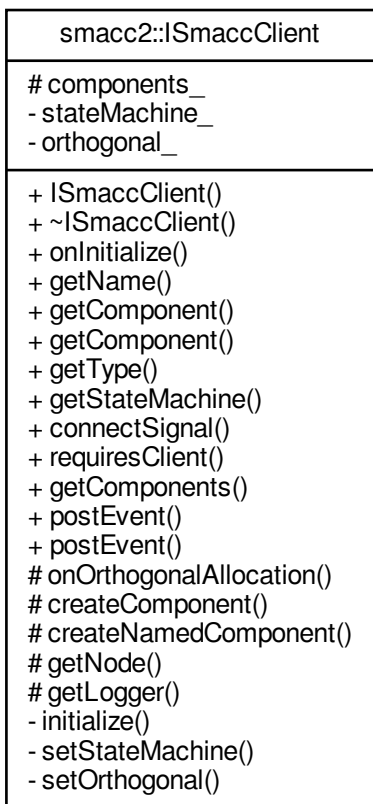 smacc2::ISmaccClient
# components_
- stateMachine_
- orthogonal_
+ ISmaccClient()
+ ~ISmaccClient()
+ onInitialize()
+ getName()
+ getComponent()
+ getComponent()
+ getType()
+ getStateMachine()
+ connectSignal()
+ requiresClient()
+ getComponents()
+ postEvent()
+ postEvent()
# onOrthogonalAllocation()
# createComponent()
# createNamedComponent()
# getNode()
# getLogger()
- initialize()
- setStateMachine()
- setOrthogonal()